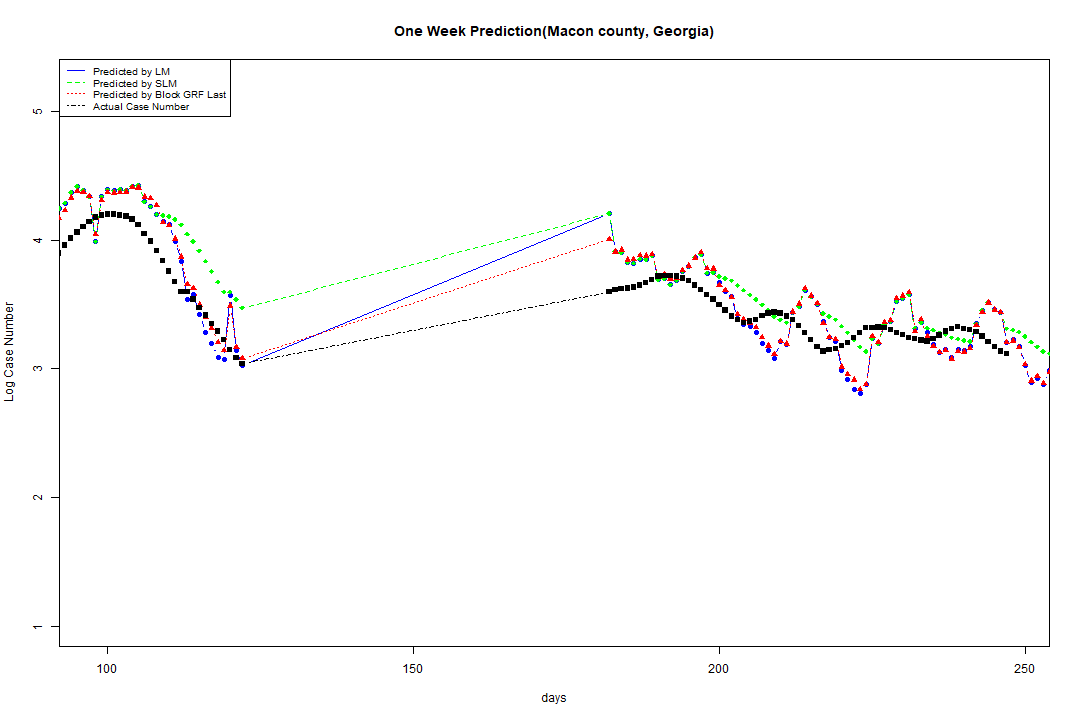 One Week Prediction(Macon county, Georgia)
Predicted by LM
Predicted by SLM
Predicted by Block GRF Last
Actual Case Number
5
4
3
2
1
Log Case Number
100 150 200 250
days